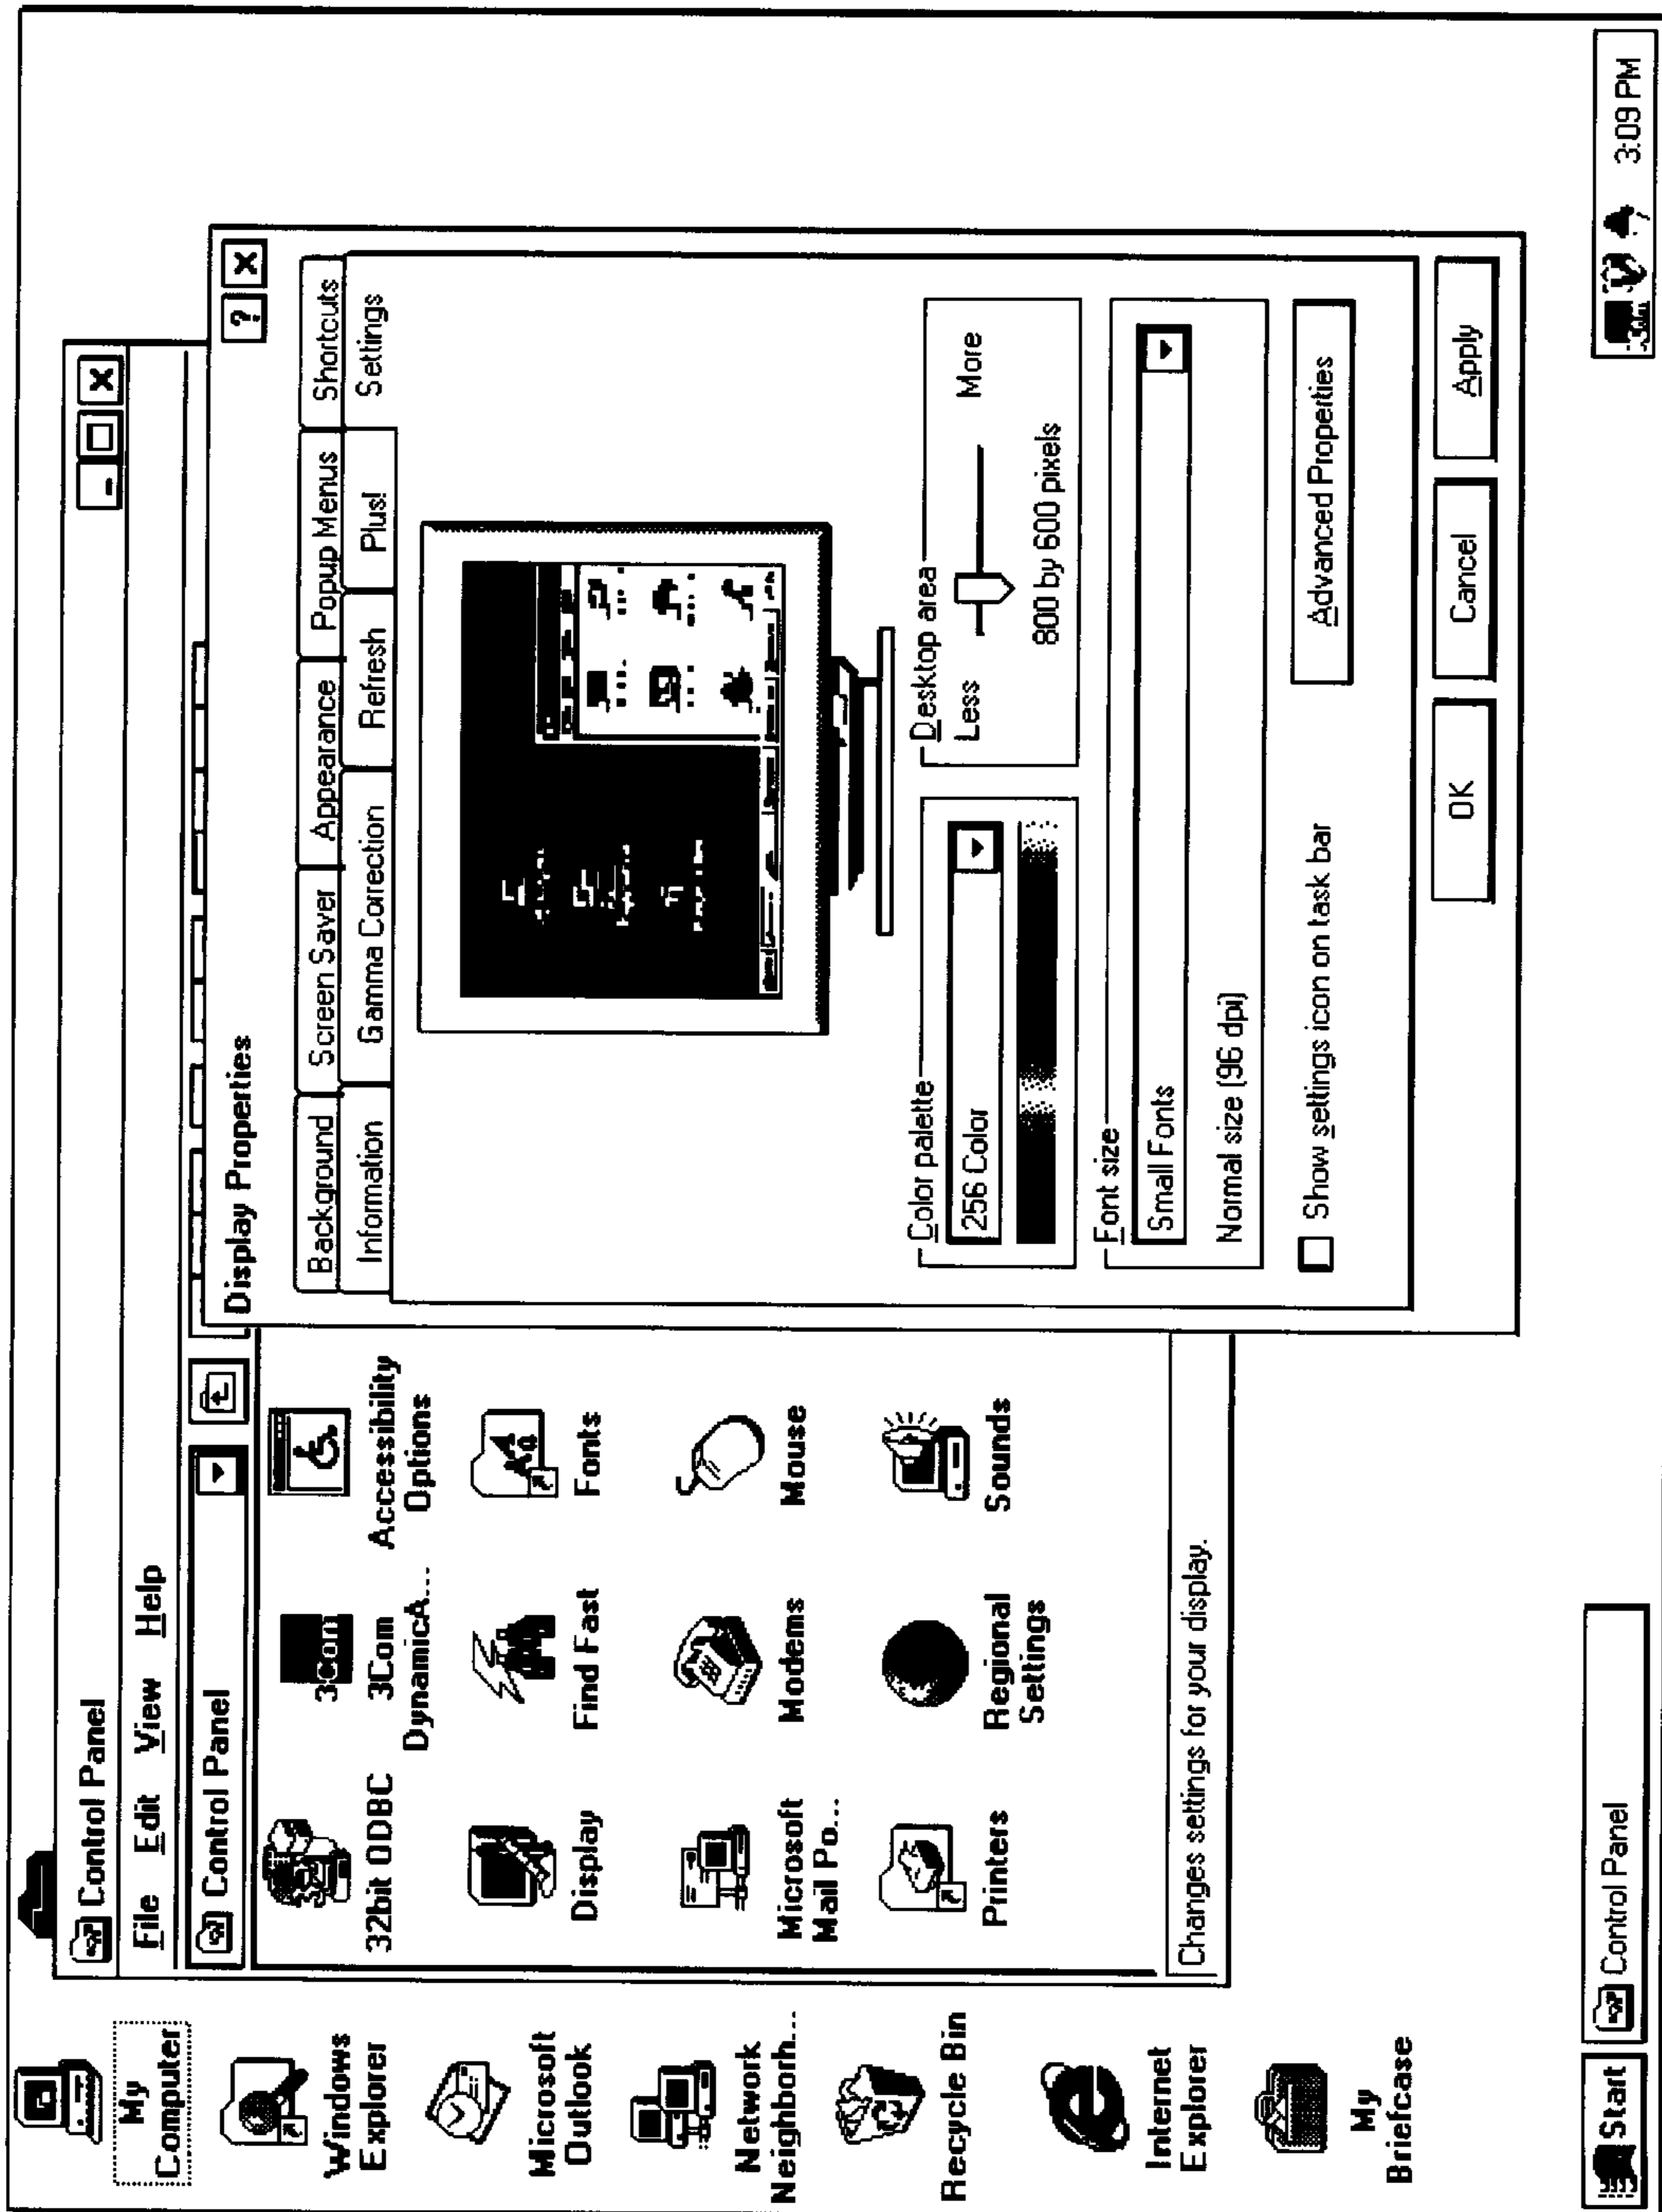 My
Computer
Windows
Explorer
Microsoft
Outlook
Network
Neighborh...
Recycle Bin
Internet
Explorer
My
Briefcase
Control Panel
File Edit View Help
Control Panel
32bit ODBC
3Com
3Com
DynamicA...
Accessibility
Options
Display
Find Fast
Fonts
Microsoft
Mail Po...
Modems
Mouse
Printers
Regional
Settings
Sounds
Changes settings for your display.
Display Properties
?
Background Screen Saver Appearance Popup Menus Shortcuts
Information Gamma Correction Refresh Plus! Settings
Color palette
256 Color
Desktop area
Less More
800 by 600 pixels
Font size
Small Fonts
Normal size (96 dpi)
Show settings icon on task bar
Advanced Properties
OK Cancel Apply
Start Control Panel 3:09 PM